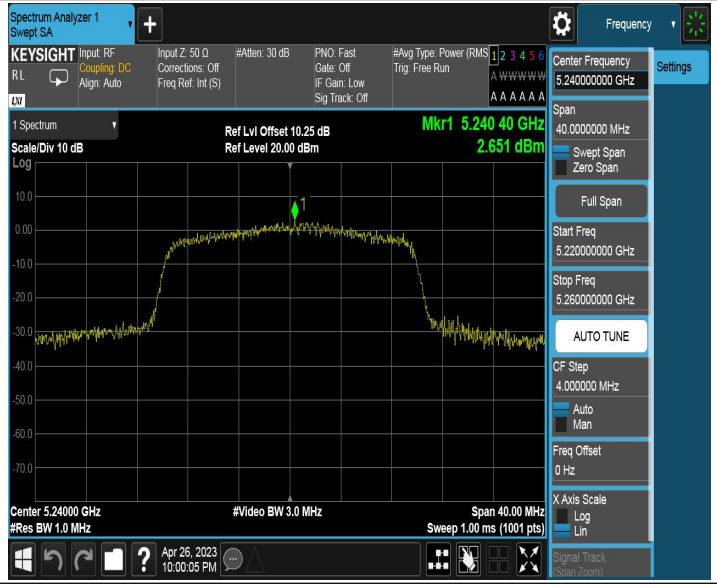 Spectrum Analyzer 1
Swept SA
Frequency
KEYSIGHT
Input: RF
Coupling: DC
Align: Auto
Input Z: 50 Ω
Corrections: Off
Freq Ref: Int (S)
#Atten: 30 dB
PNO: Fast
Gate: Off
IF Gain: Low
Sig Track: Off
#Avg Type: Power (RMS
Trig: Free Run
1 2 3 4 5 6
A W W W W W
A A A A A A
R L
LXI
Center Frequency
5.240000000 GHz
Settings
Span
40.0000000 MHz
Swept Span
Zero Span
Full Span
Start Freq
5.220000000 GHz
Stop Freq
5.260000000 GHz
AUTO TUNE
CF Step
4.000000 MHz
Auto
Man
Freq Offset
0 Hz
X Axis Scale
Log
Lin
Signal Track
(Span Zoom)
1 Spectrum
Scale/Div 10 dB
Log
Ref Lvl Offset 10.25 dB
Ref Level 20.00 dBm
Mkr1 5.240 40 GHz
2.651 dBm
1
10.0
0.00
-10.0
-20.0
-30.0
-40.0
-50.0
-60.0
-70.0
Center 5.24000 GHz
#Res BW 1.0 MHz
#Video BW 3.0 MHz
Span 40.00 MHz
Sweep 1.00 ms (1001 pts)
?
Apr 26, 2023
10:00:05 PM